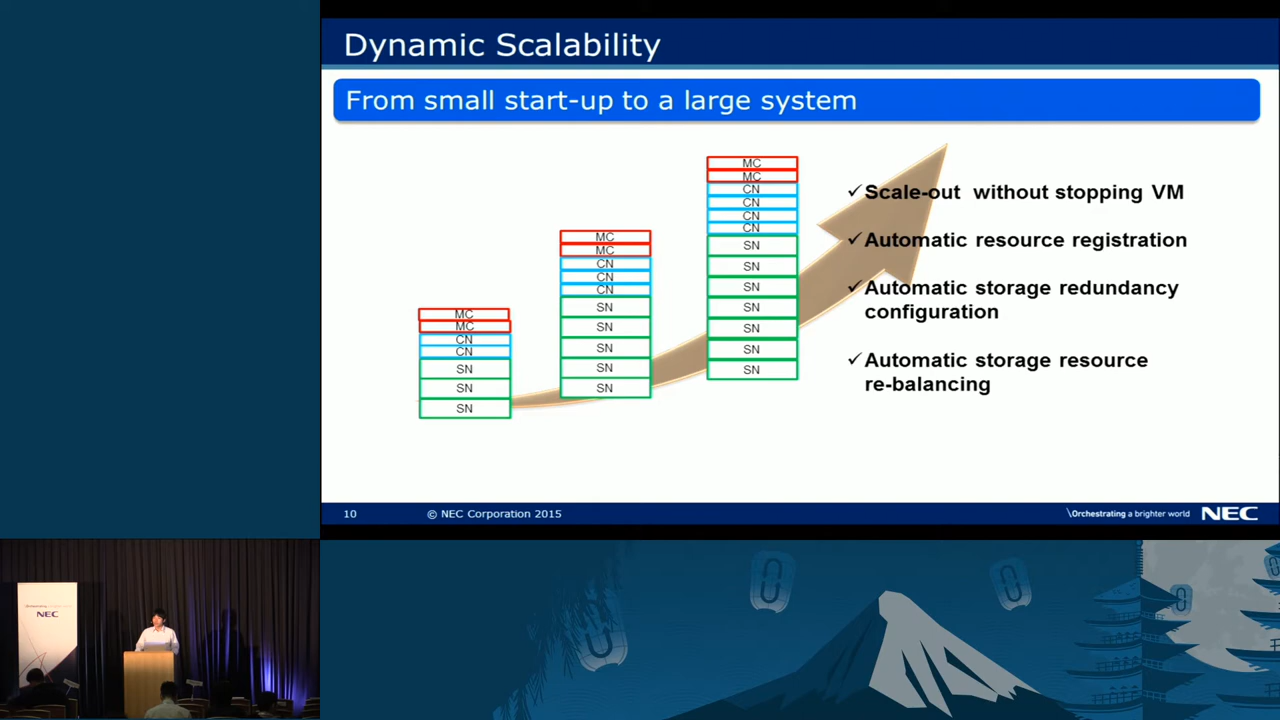 Dynamic Scalability
From small start-up to a large system
MC
MC
CN
CN
SN
SN
SN
MC
MC
CN
CN
CN
SN
SN
SN
SN
SN
MC
MC
CN
CN
CN
CN
SN
SN
SN
SN
SN
SN
SN
✓Scale-out without stopping VM
✓Automatic resource registration
✓Automatic storage redundancy
configuration
✓Automatic storage resource
re-balancing
10
© NEC Corporation 2015
\Orchestrating a brighter world
NEC
NEC